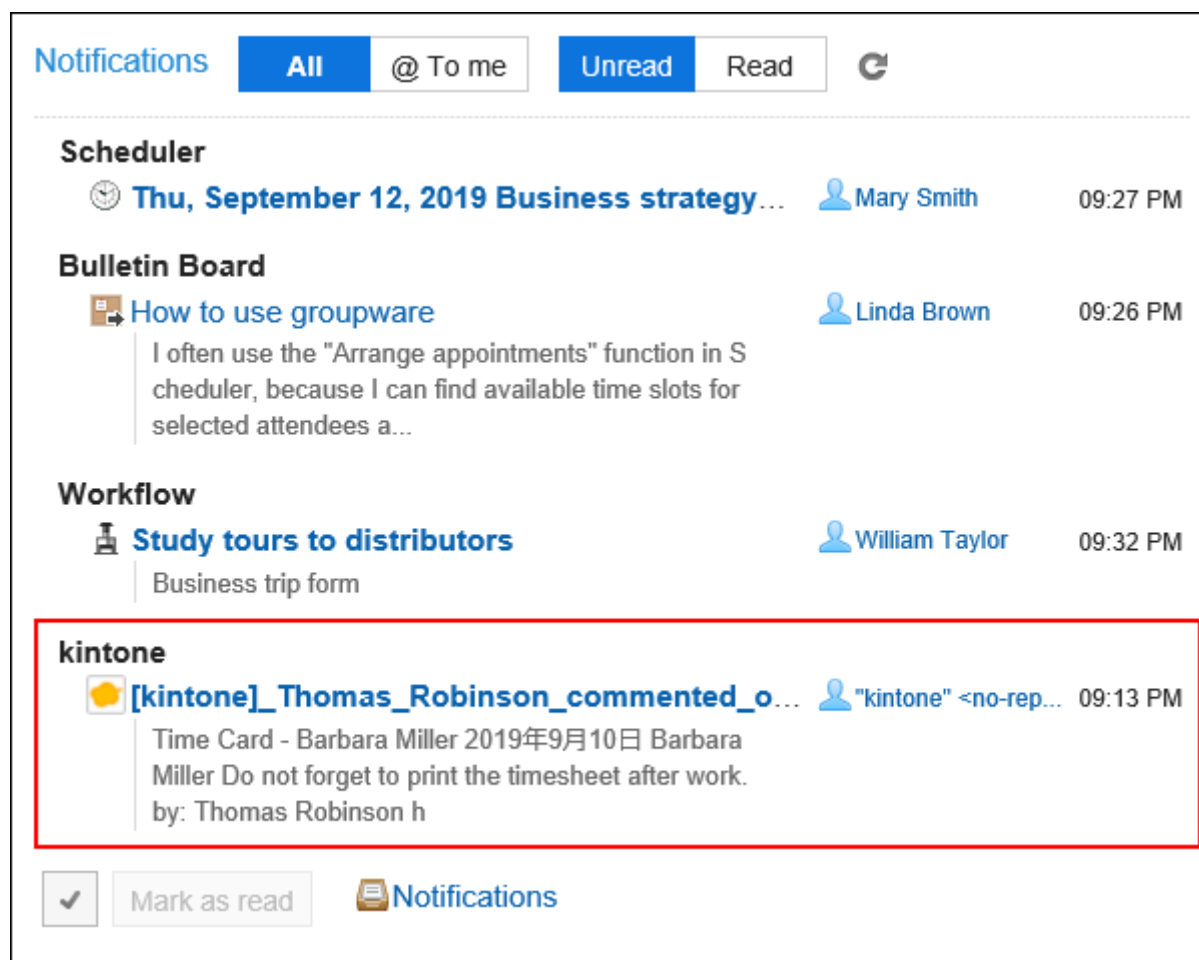 Notifications All @ To me Unread Read
Scheduler
Thu, September 12, 2019 Business strategy... Mary Smith 09:27 PM
Bulletin Board
How to use groupware Linda Brown 09:26 PM
I often use the "Arrange appointments" function in S
cheduler, because I can find available time slots for
selected attendees a...
Workflow
Study tours to distributors William Taylor 09:32 PM
Business trip form
kintone
[kintone]_Thomas_Robinson_commented_o... "kintone" <no-rep... 09:13 PM
Time Card - Barbara Miller 2019年9月10日 Barbara
Miller Do not forget to print the timesheet after work.
by: Thomas Robinson h
Mark as read Notifications